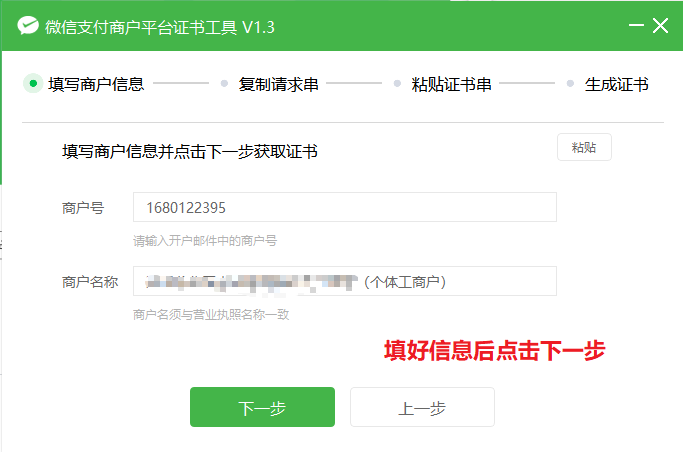 微信支付商户平台证书工具 V1.3
填写商户信息
复制请求串
粘贴证书串
生成证书
填写商户信息并点击下一步获取证书
粘贴
商户号
1680122395
请输入开户邮件中的商户号
商户名称
（个体工商户）
商户名须与营业执照名称一致
填好信息后点击下一步
下一步
上一步